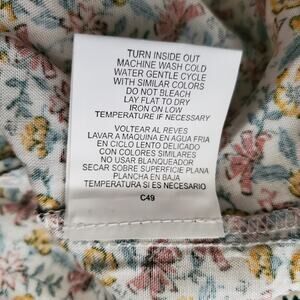 TURN INSIDE OUT
MACHINE WASH COLD
WATER GENTLE CYCLE
WITH SIMILAR COLORS
DO NOT BLEACH
LAY FLAT TO DRY
IRON ON LOW
TEMPERATURE IF NECESSARY
VOLTEAR AL REVES
LAVAR A MAQUINA EN AGUA FRIA
EN CICLO LENTO DELICADO
CON COLORES SIMILARES
NO USAR BLANQUEADOR
SECAR SOBRE SUPERFICIE PLANA
PLANCHA EN BAJA
TEMPERATURA SI ES NECESARIO
C49